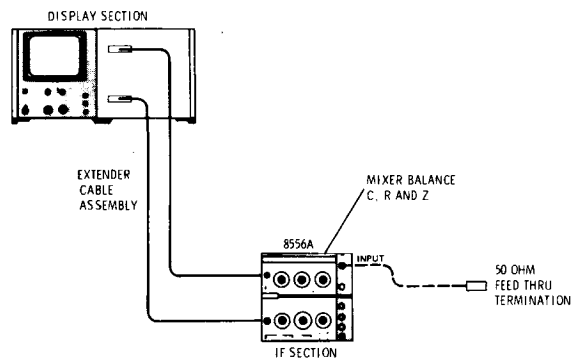 DISPLAY SECTION
EXTENDER
CABLE
ASSEMBLY
MIXER BALANCE
C, R AND Z
8556A
INPUT
50 OHM
FEED THRU
TERMINATION
IF SECTION